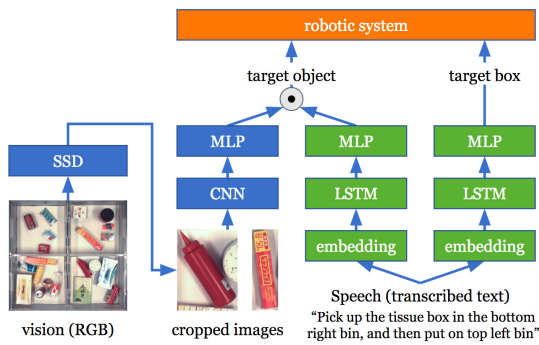 robotic system
target object
target box
MLP
MLP
MLP
SSD
CNN
LSTM
LSTM
embedding
embedding
vision (RGB)
cropped images
Speech (transcribed text)
“Pick up the tissue box in the bottom
right bin, and then put on top left bin”